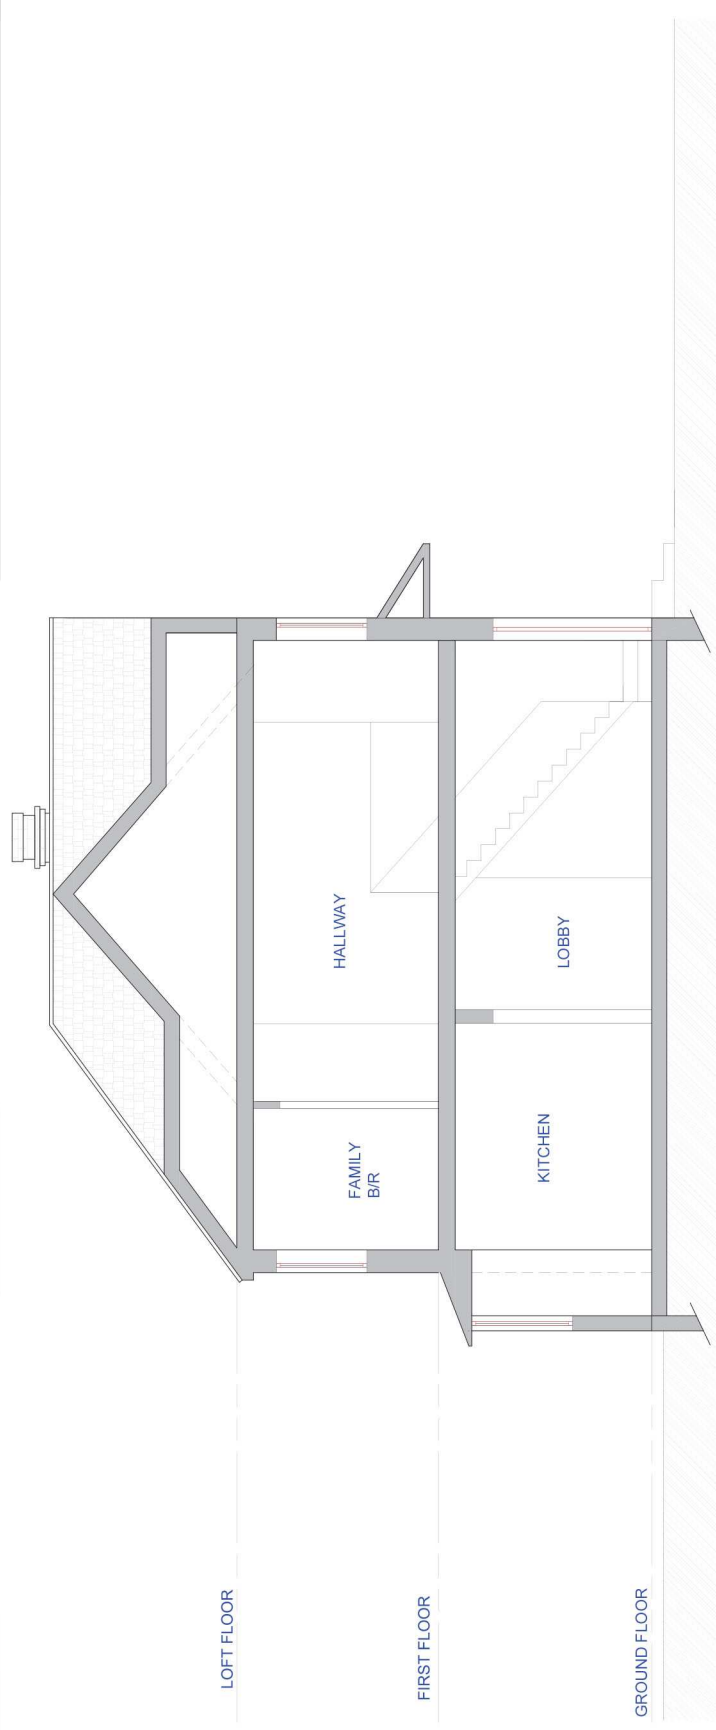 LOFT FLOOR
FIRST FLOOR
GROUND FLOOR
FAMILY
B/R
HALLWAY
KITCHEN
LOBBY